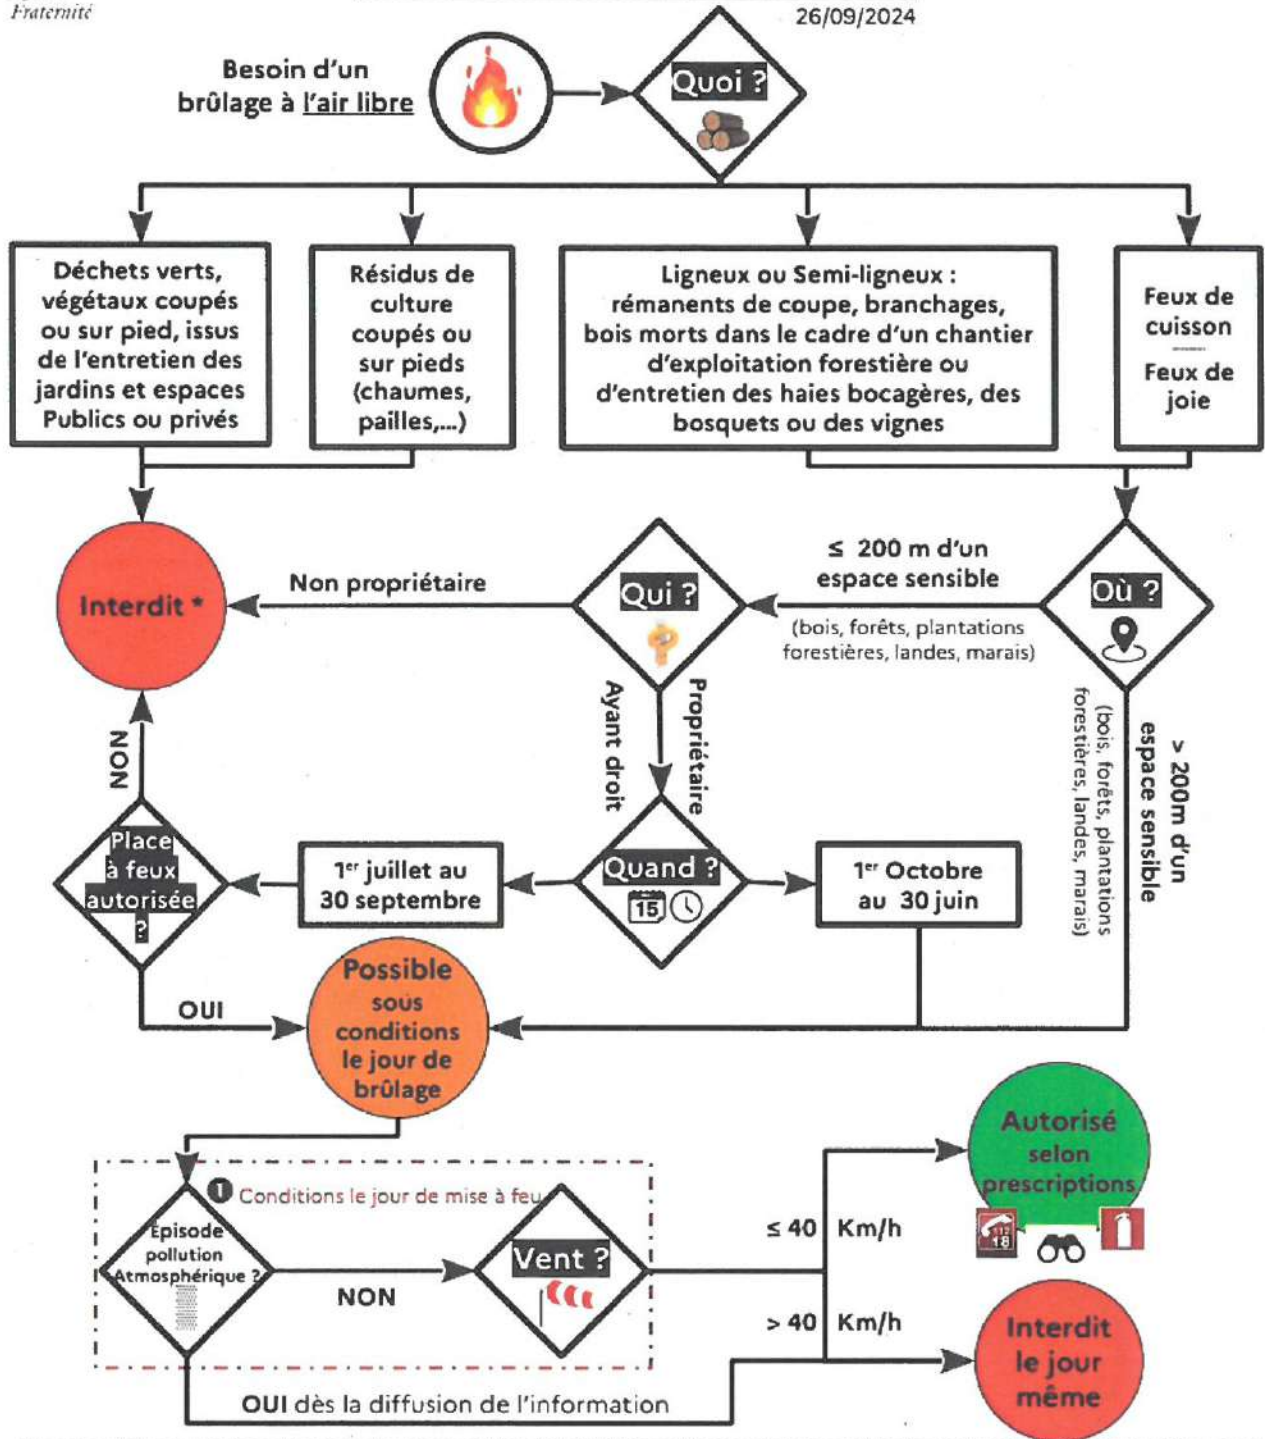 Fraternité
26/09/2024
Besoin d'un
brûlage à l'air libre
Quoi ?
Déchets verts,
végétaux coupés
ou sur pied, issus
de l'entretien des
jardins et espaces
Publics ou privés
Résidus de
culture
coupés ou
sur pieds
(chaumes,
pailles,...)
Ligneux ou Semi-ligneux :
rémanents de coupe, branchages,
bois morts dans le cadre d'un chantier
d'exploitation forestière ou
d'entretien des haies bocagères, des
bosquets ou des vignes
Feux de
cuisson
Feux de
joie
Interdit *
Non propriétaire
Qui ?
≤ 200 m d'un
espace sensible
(bois, forêts, plantations
forestières, landes, marais)
Où ?
> 200m d'un
espace sensible
(bois, forêts, plantations
forestières, landes, marais)
Propriétaire
Ayant droit
NON
Place
à feux
autorisée
?
1er juillet au
30 septembre
Quand ?
15
1er Octobre
au 30 juin
OUI
Possible
sous
conditions
le jour de
brûlage
1 Conditions le jour de mise à feu
Épisode
pollution
Atmosphérique ?
NON
Vent ?
≤ 40 Km/h
> 40 Km/h
Autorisé
selon
prescriptions
112
18
Interdit
le jour
même
OUI dès la diffusion de l'information